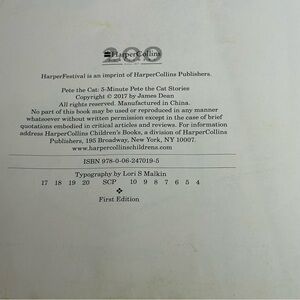 200
HarperCollins
HarperFestival is an imprint of HarperCollins Publishers.
Pete the Cat: 5-Minute Pete the Cat Stories
Copyright © 2017 by James Dean
All rights reserved. Manufactured in China.
No part of this book may be used or reproduced in any manner
whatsoever without written permission except in the case of brief
quotations embodied in critical articles and reviews. For information
address HarperCollins Children's Books, a division of HarperCollins
Publishers, 195 Broadway, New York, NY 10007.
www.harpercollinschildrens.com
ISBN 978-0-06-247019-5
Typography by Lori S Malkin
17 18 19 20 SCP 10 9 8 7 6 5 4
First Edition